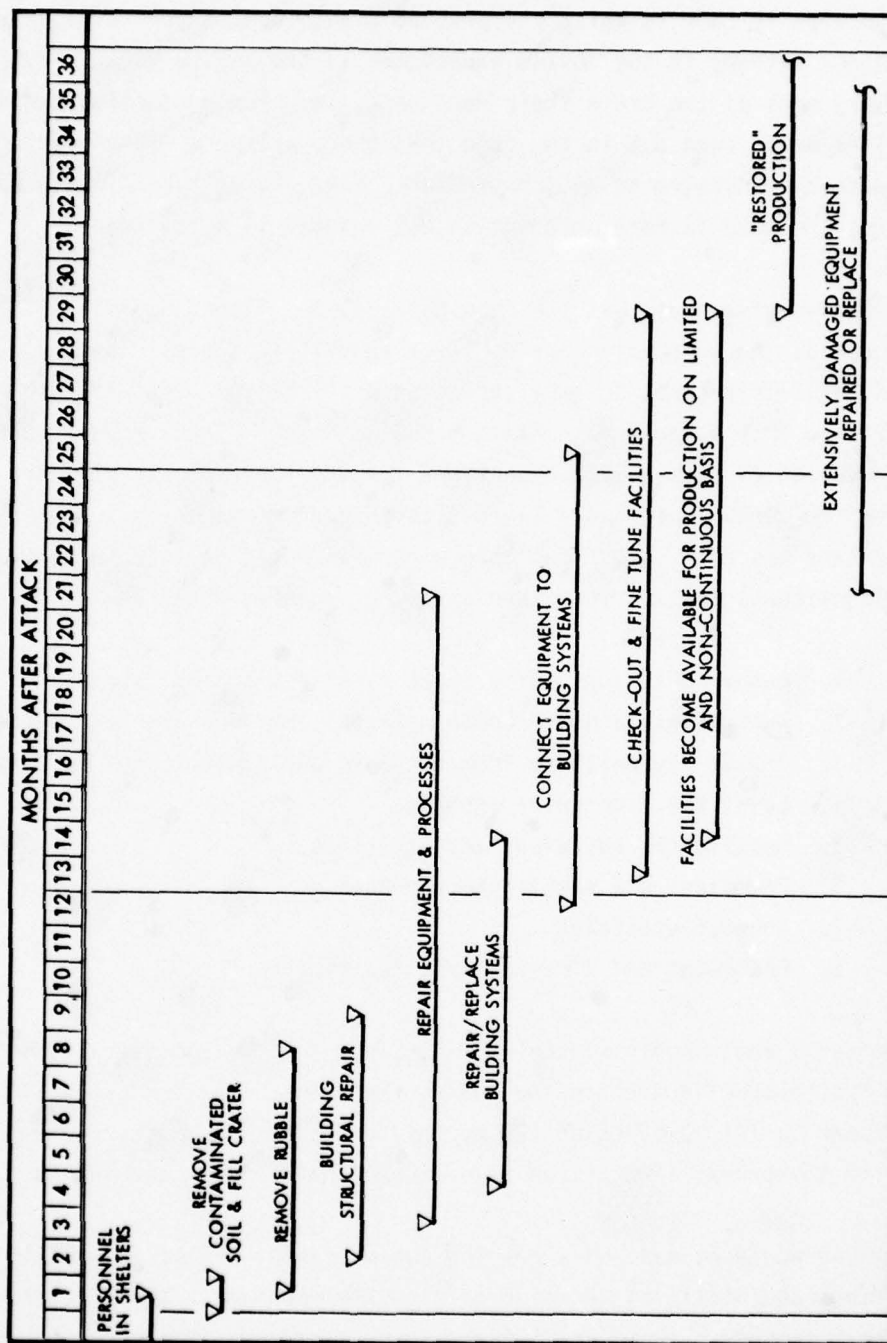 MONTHS AFTER ATTACK
1 2 3 4 5 6 7 8 9 10 11 12 13 14 15 16 17 18 19 20 21 22 23 24 25 26 27 28 29 30 31 32 33 34 35 36
PERSONNEL
IN SHELTERS
REMOVE
CONTAMINATED
SOIL & FILL CRATER
REMOVE RUBBLE
BUILDING
STRUCTURAL REPAIR
REPAIR EQUIPMENT & PROCESSES
REPAIR/REPLACE
BULDING SYSTEMS
CONNECT EQUIPMENT TO
BUILDING SYSTEMS
CHECK-OUT & FINE TUNE FACILITIES
FACILITIES BECOME AVAILABLE FOR PRODUCTION ON LIMITED
AND NON-CONTINUOUS BASIS
"RESTORED"
PRODUCTION
EXTENSIVELY DAMAGED EQUIPMENT
REPAIRED OR REPLACE